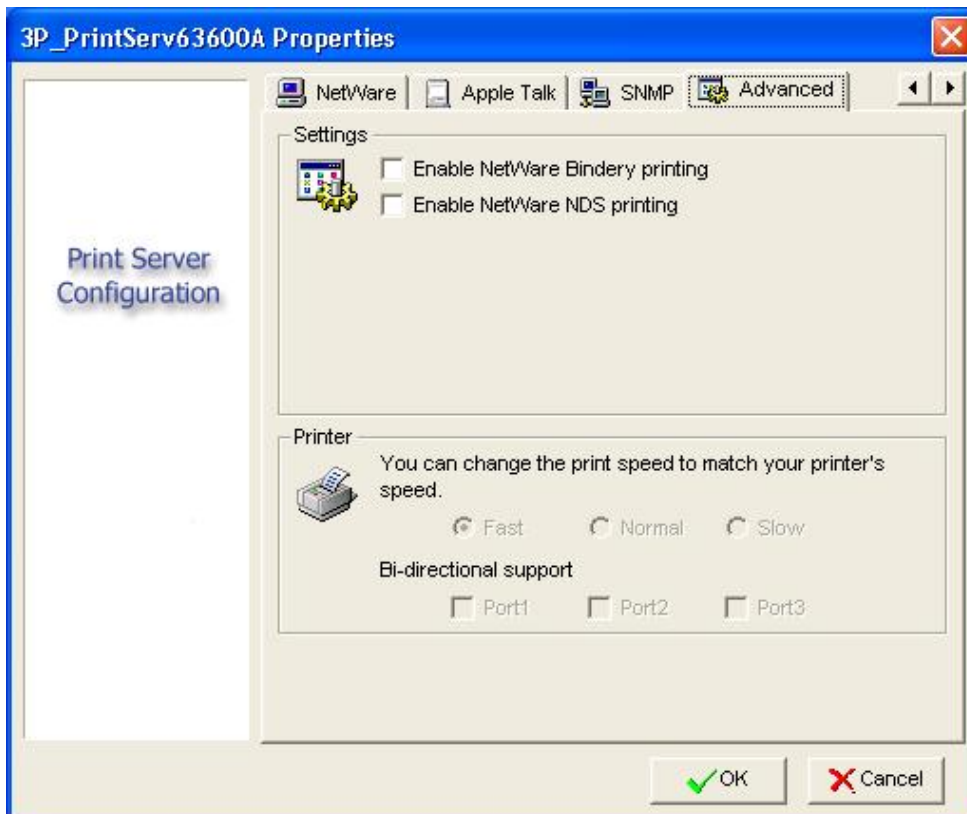 3P_PrintServ63600A Properties
NetWare Apple Talk SNMP Advanced
Print Server
Configuration
Settings
Enable NetWare Bindery printing
Enable NetWare NDS printing
Printer
You can change the print speed to match your printer's
speed.
Fast Normal Slow
Bi-directional support
Port1 Port2 Port3
OK Cancel